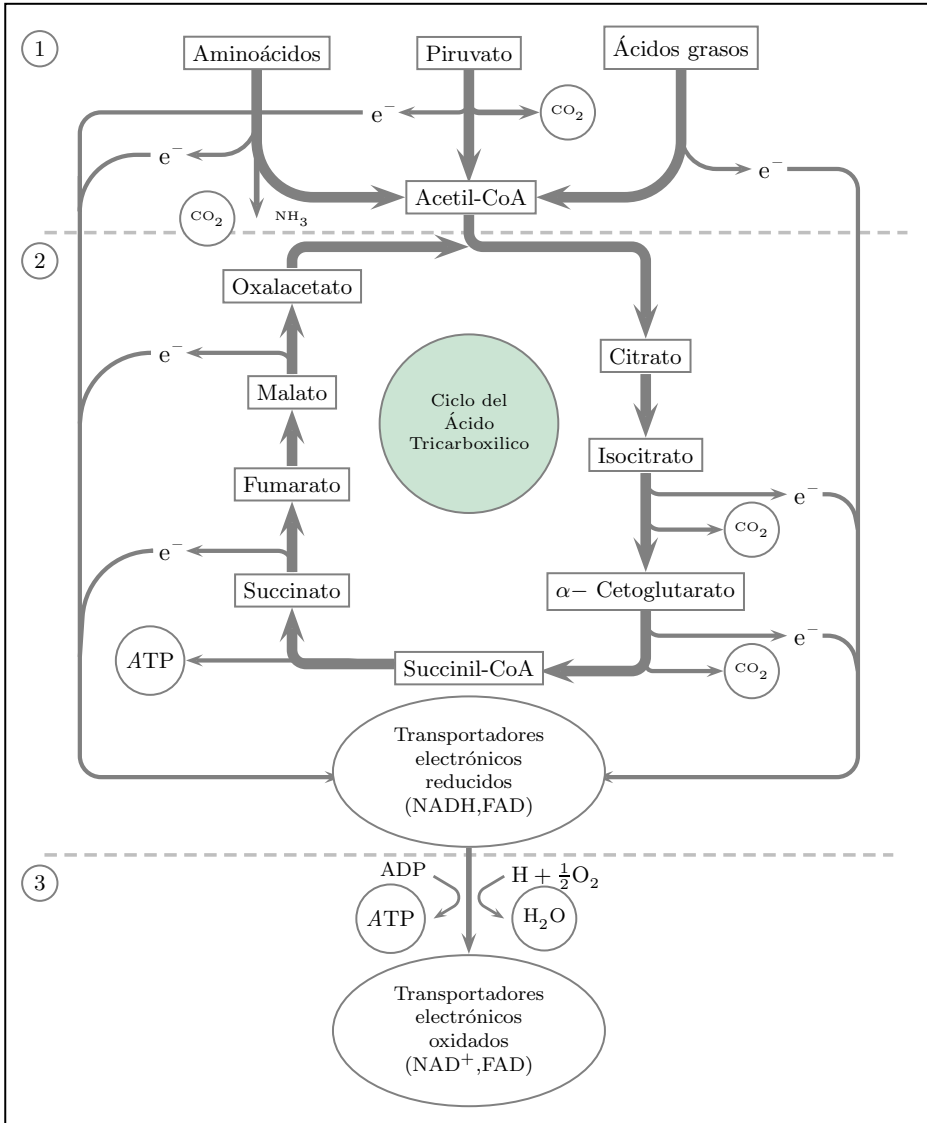 1
Aminoácidos
Piruvato
Ácidos grasos
e⁻
CO₂
e⁻
e⁻
Acetil-CoA
CO₂
NH₃
2
Oxalacetato
Citrato
e⁻
Malato
Ciclo del
Ácido
Tricarboxilico
Isocitrato
Fumarato
e⁻
CO₂
e⁻
Succinato
α− Cetoglutarato
e⁻
ATP
Succinil-CoA
CO₂
Transportadores
electrónicos
reducidos
(NADH,FAD)
3
ADP
H + ½O₂
ATP
H₂O
Transportadores
electrónicos
oxidados
(NAD⁺,FAD)